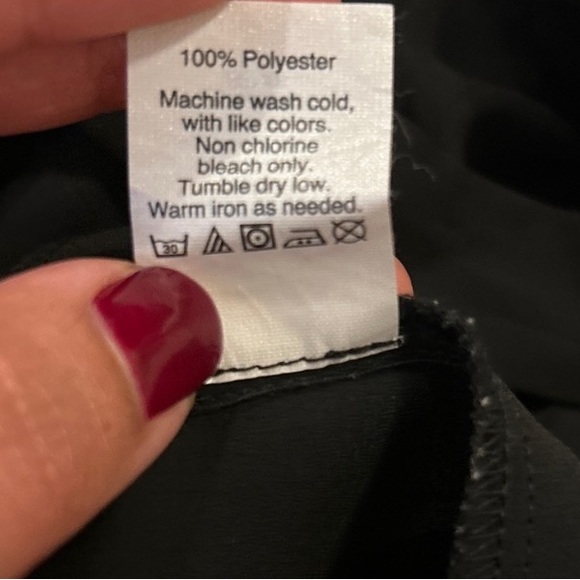 100% Polyester
Machine wash cold,
with like colors.
Non chlorine
bleach only.
Tumble dry low.
Warm iron as needed.
30